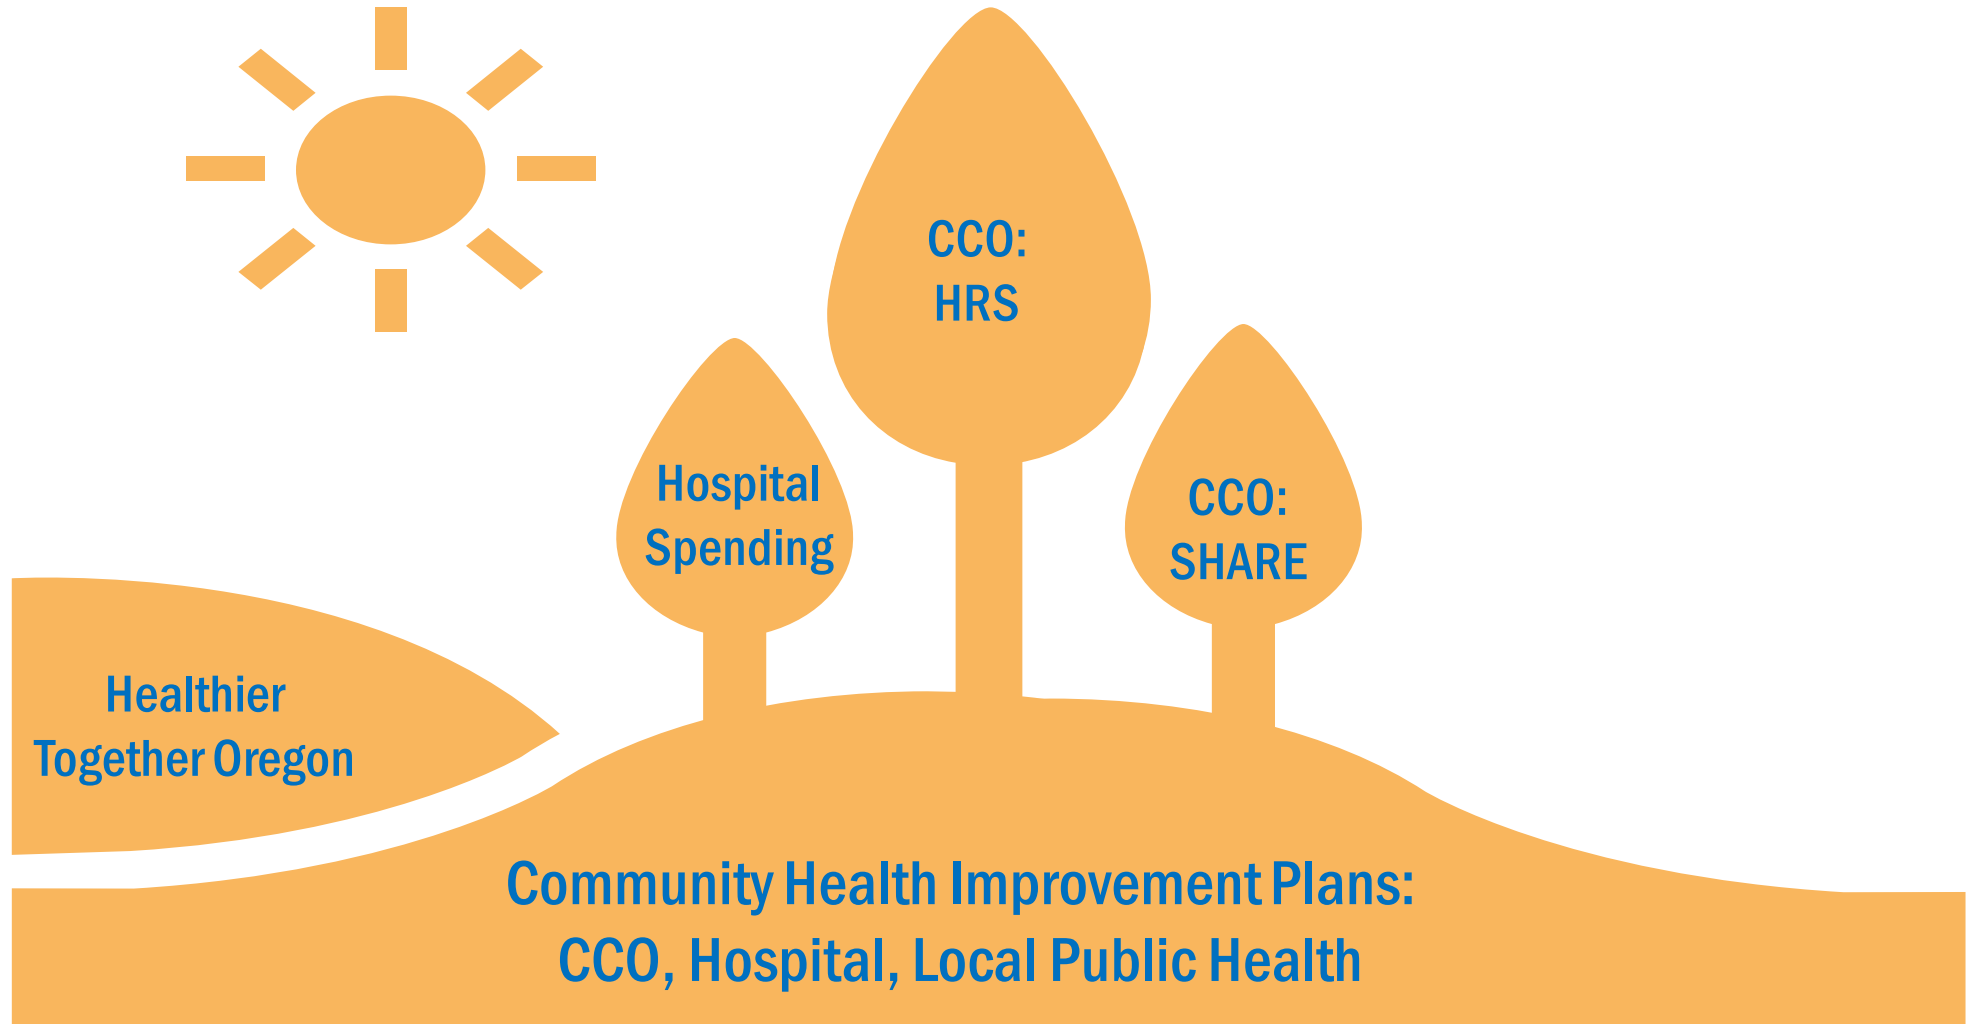 CCO:
HRS
Hospital
Spending
CCO:
SHARE
Healthier
Together Oregon
Community Health Improvement Plans:
CCO, Hospital, Local Public Health